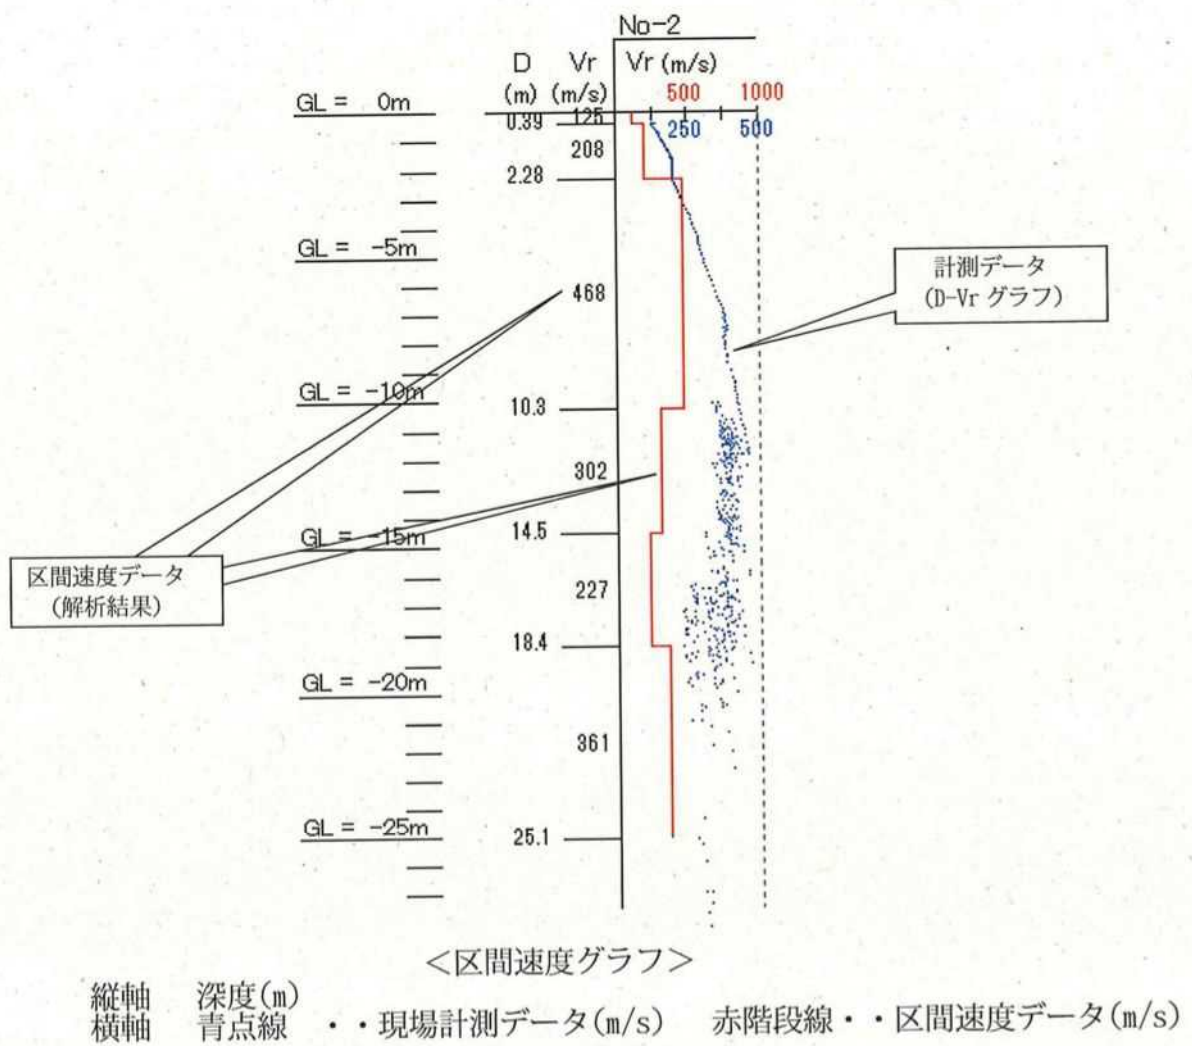 No-2
D Vr Vr (m/s)
(m) (m/s) 500 1000
GL = 0m
0.39 125 250 500
208
2.28
GL = -5m
計測データ
(D-Vr グラフ)
468
GL = -10m
10.3
302
GL = -15m
14.5
区間速度データ
(解析結果)
227
18.4
GL = -20m
361
GL = -25m
25.1
＜区間速度グラフ＞
縦軸 深度(m)
横軸 青点線 ・・現場計測データ(m/s) 赤階段線・・区間速度データ(m/s)